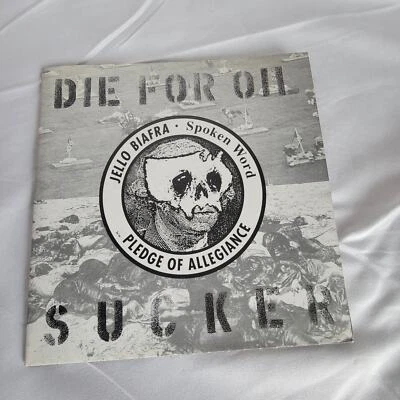 DIE FOR OIL
JELLO BIAFRA · Spoken Word
PLEDGE OF ALLEGIANCE
SUCKER